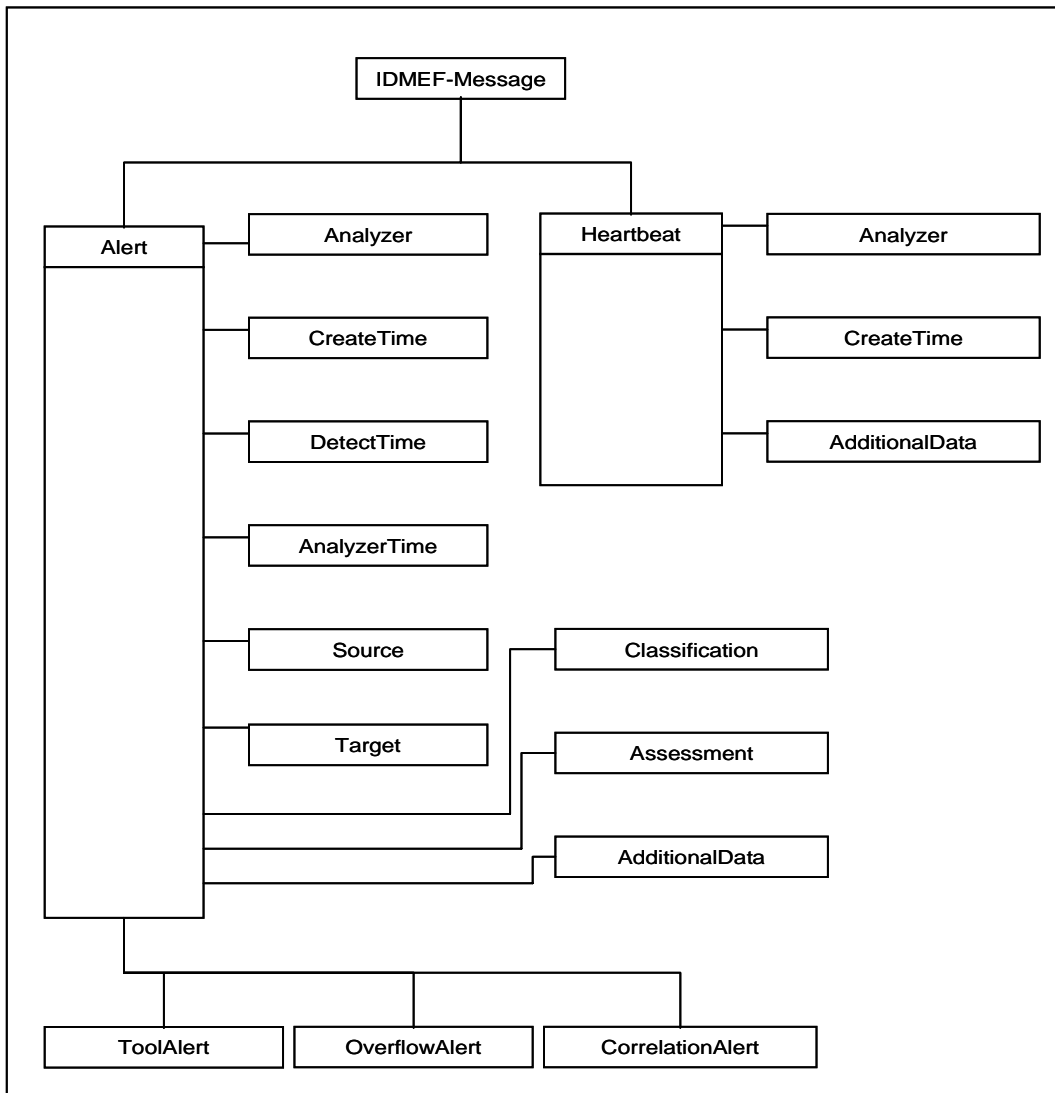 IDMEF-Message
Alert
Analyzer
CreateTime
DetectTime
AnalyzerTime
Source
Target
Heartbeat
Analyzer
CreateTime
AdditionalData
Classification
Assessment
AdditionalData
ToolAlert
OverflowAlert
CorrelationAlert